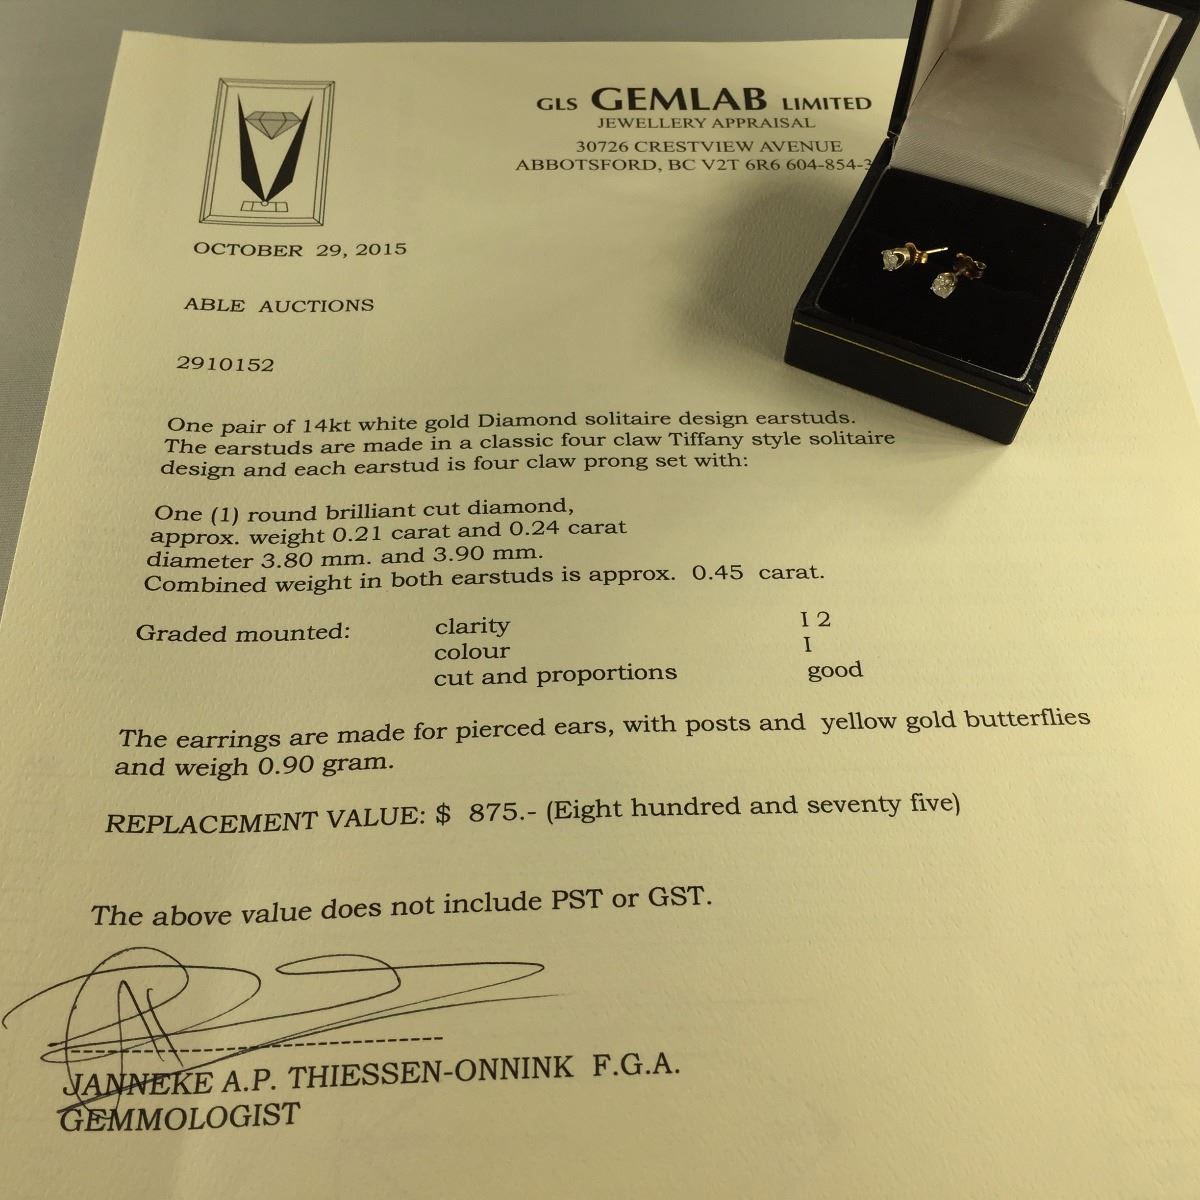 GLS GEMLAB LIMITED
JEWELLERY APPRAISAL
30726 CRESTVIEW AVENUE
ABBOTSFORD, BC V2T 6R6 604-854-3
OCTOBER 29, 2015
ABLE AUCTIONS
2910152
One pair of 14kt white gold Diamond solitaire design earstuds.
The earstuds are made in a classic four claw Tiffany style solitaire
design and each earstud is four claw prong set with:
One (1) round brilliant cut diamond,
approx. weight 0.21 carat and 0.24 carat
diameter 3.80 mm. and 3.90 mm.
Combined weight in both earstuds is approx. 0.45 carat.
Graded mounted: clarity I 2
colour I
cut and proportions good
The earrings are made for pierced ears, with posts and yellow gold butterflies
and weigh 0.90 gram.
REPLACEMENT VALUE: $ 875.- (Eight hundred and seventy five)
The above value does not include PST or GST.
JANNEKE A.P. THIESSEN-ONNINK F.G.A.
GEMMOLOGIST